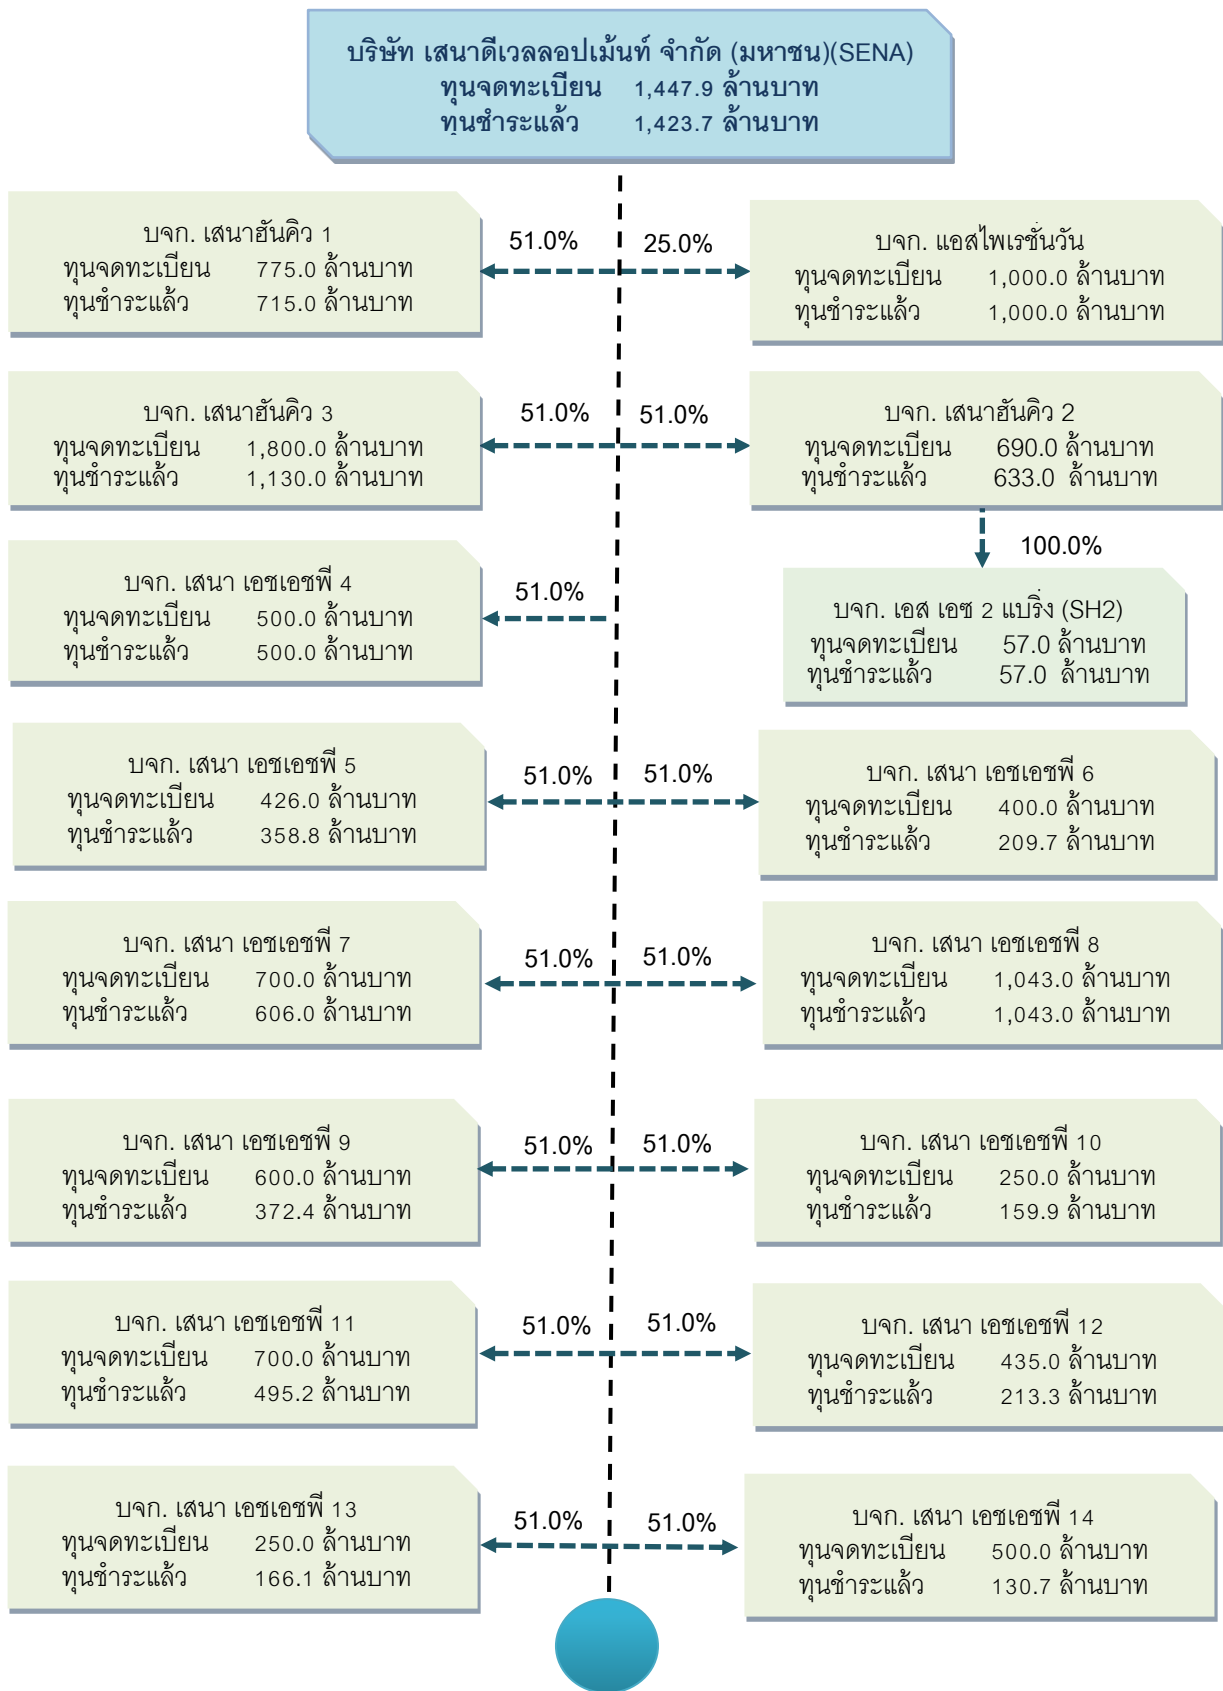 บริษัท เสนาดีเวลลอปเม้นท์ จำกัด (มหาชน)(SENA)
ทุนจดทะเบียน 1,447.9 ล้านบาท
ทุนชำระแล้ว 1,423.7 ล้านบาท
บจก. เสนาฮันคิว 1
ทุนจดทะเบียน 775.0 ล้านบาท
ทุนชำระแล้ว 715.0 ล้านบาท
51.0%
25.0%
บจก. แอสไพเรชั่นวัน
ทุนจดทะเบียน 1,000.0 ล้านบาท
ทุนชำระแล้ว 1,000.0 ล้านบาท
บจก. เสนาฮันคิว 3
ทุนจดทะเบียน 1,800.0 ล้านบาท
ทุนชำระแล้ว 1,130.0 ล้านบาท
51.0%
51.0%
บจก. เสนาฮันคิว 2
ทุนจดทะเบียน 690.0 ล้านบาท
ทุนชำระแล้ว 633.0 ล้านบาท
100.0%
บจก. เสนา เอชเอชพี 4
ทุนจดทะเบียน 500.0 ล้านบาท
ทุนชำระแล้ว 500.0 ล้านบาท
51.0%
บจก. เอส เอช 2 แบริ่ง (SH2)
ทุนจดทะเบียน 57.0 ล้านบาท
ทุนชำระแล้ว 57.0 ล้านบาท
บจก. เสนา เอชเอชพี 5
ทุนจดทะเบียน 426.0 ล้านบาท
ทุนชำระแล้ว 358.8 ล้านบาท
51.0%
51.0%
บจก. เสนา เอชเอชพี 6
ทุนจดทะเบียน 400.0 ล้านบาท
ทุนชำระแล้ว 209.7 ล้านบาท
บจก. เสนา เอชเอชพี 7
ทุนจดทะเบียน 700.0 ล้านบาท
ทุนชำระแล้ว 606.0 ล้านบาท
51.0%
51.0%
บจก. เสนา เอชเอชพี 8
ทุนจดทะเบียน 1,043.0 ล้านบาท
ทุนชำระแล้ว 1,043.0 ล้านบาท
บจก. เสนา เอชเอชพี 9
ทุนจดทะเบียน 600.0 ล้านบาท
ทุนชำระแล้ว 372.4 ล้านบาท
51.0%
51.0%
บจก. เสนา เอชเอชพี 10
ทุนจดทะเบียน 250.0 ล้านบาท
ทุนชำระแล้ว 159.9 ล้านบาท
บจก. เสนา เอชเอชพี 11
ทุนจดทะเบียน 700.0 ล้านบาท
ทุนชำระแล้ว 495.2 ล้านบาท
51.0%
51.0%
บจก. เสนา เอชเอชพี 12
ทุนจดทะเบียน 435.0 ล้านบาท
ทุนชำระแล้ว 213.3 ล้านบาท
บจก. เสนา เอชเอชพี 13
ทุนจดทะเบียน 250.0 ล้านบาท
ทุนชำระแล้ว 166.1 ล้านบาท
51.0%
51.0%
บจก. เสนา เอชเอชพี 14
ทุนจดทะเบียน 500.0 ล้านบาท
ทุนชำระแล้ว 130.7 ล้านบาท